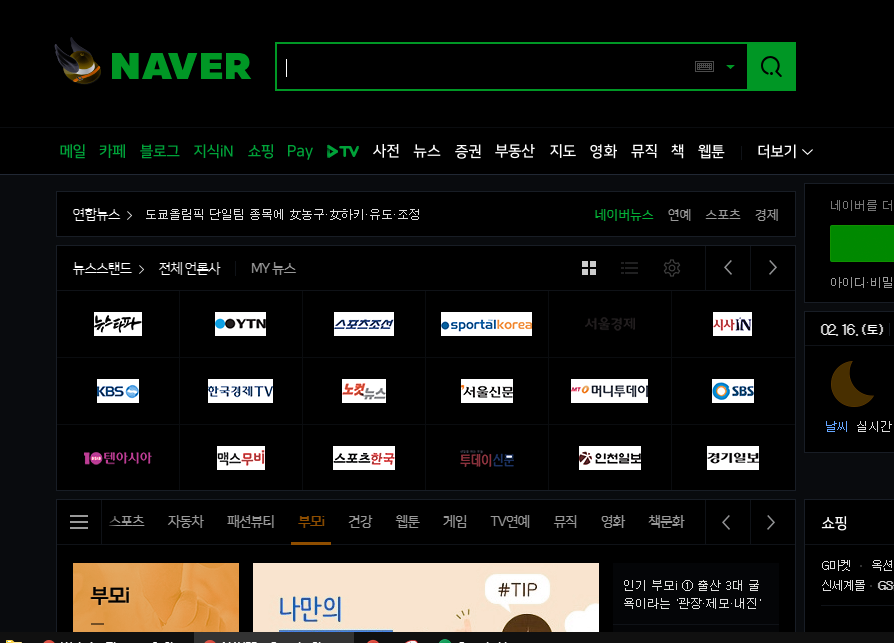 NAVER
메일 카페 블로그 지식iN 쇼핑 Pay TV 사전 뉴스 증권 부동산 지도 영화 뮤직 책 웹툰 더보기
연합뉴스 도쿄올림픽 단일팀 종목에 女농구·女하키·유도·조정 네이버뉴스 연예 스포츠 경제
네이버를 더
아이디·비밀
뉴스스탠드 전체 언론사 MY 뉴스
뉴스타파 YTN 스포츠조선 sportalkorea 서울경제 시사iN
KBS 한국경제TV 노컷뉴스 서울신문 MT 머니투데이 SBS
10 텐아시아 맥스무비 스포츠한국 투데이신문 인천일보 경기일보
02. 16. (토)
날씨 실시간
스포츠 자동차 패션뷰티 부모i 건강 웹툰 게임 TV연예 뮤직 영화 책문화
쇼핑
G마켓 · 옥션
신세계몰 · GS
부모i
나만의
#TIP
인기 부모i ① 출산 3대 굴
욕이라는 '관장·제모·내진'